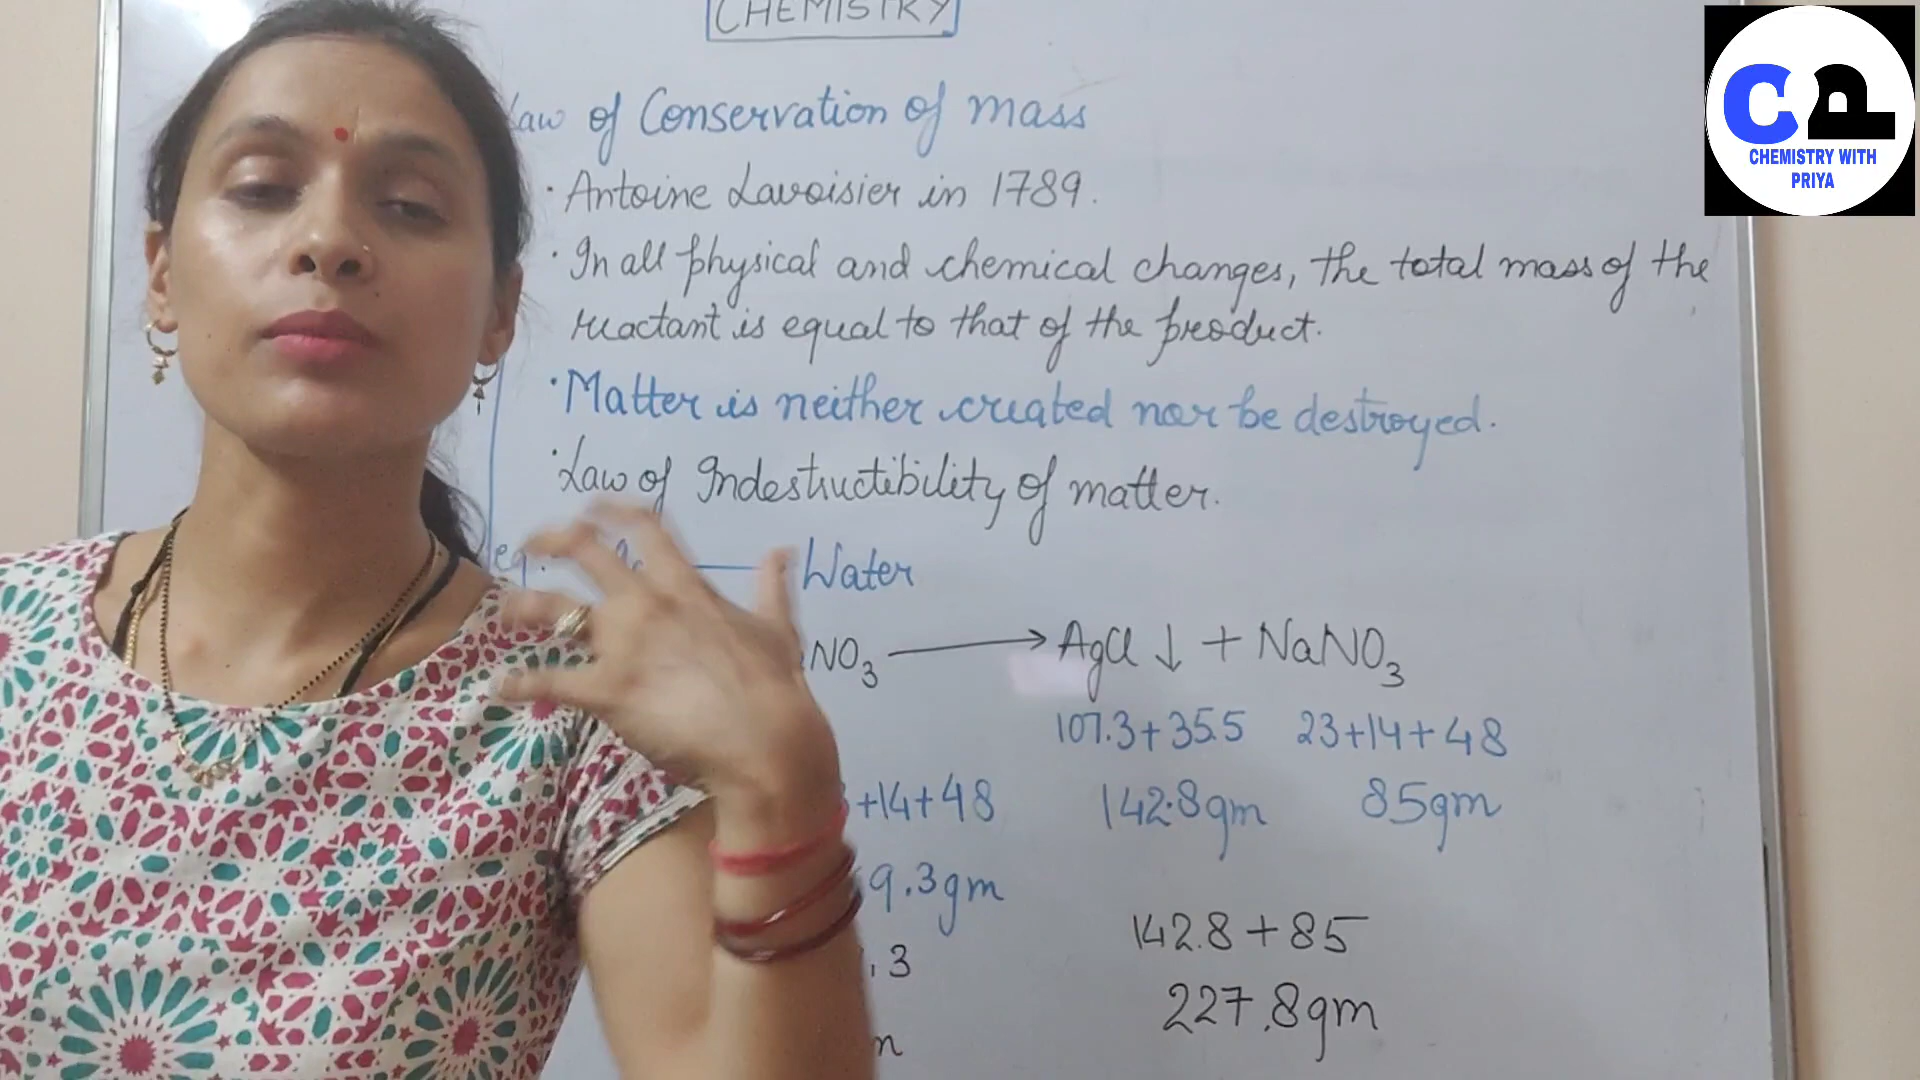 CHEMISTRY
Law of Conservation of mass
· Antoine Lavoisier in 1789.
· In all physical and chemical changes, the total mass of the
reactant is equal to that of the product.
· Matter is neither created nor be destroyed.
· Law of Indestructibility of matter.
eg. Water
NO3 → AgCl ↓ + NaNO3
107.3+35.5 23+14+48
+14+48 142.8gm 85gm
9.3gm
142.8+85
.3
227.8gm
CP
CHEMISTRY WITH
PRIYA